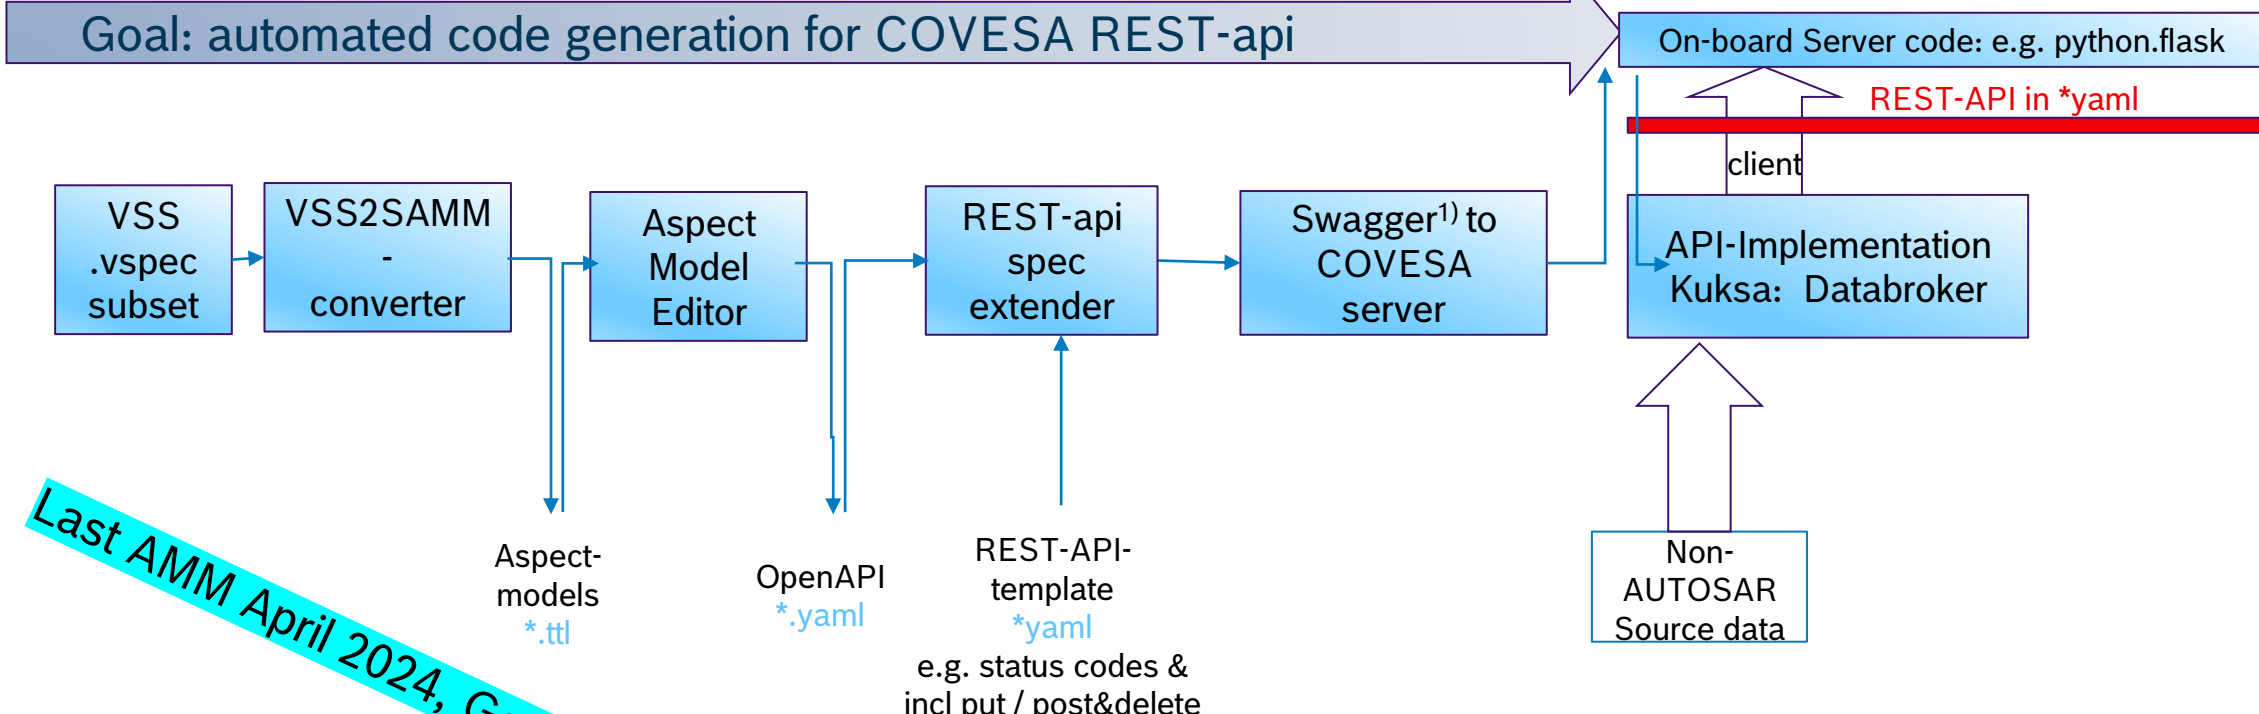 Goal: automated code generation for COVESA REST-api
On-board Server code: e.g. python.flask
REST-API in *yaml
client
VSS
.vspec
subset
VSS2SAMM
-
converter
Aspect
Model
Editor
REST-api
spec
extender
Swagger¹⁾ to
COVESA
server
API-Implementation
Kuksa: Databroker
Aspect-
models
*.ttl
OpenAPI
*.yaml
REST-API-
template
*yaml
e.g. status codes &
incl put / post&delete
Non-
AUTOSAR
Source data
Last AMM April 2024,